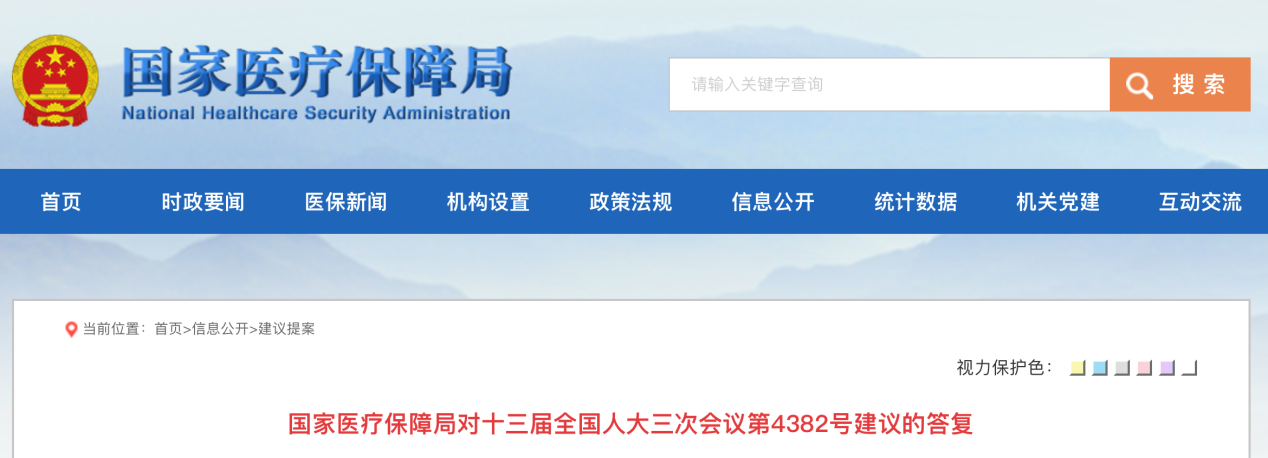 国家医疗保障局
National Healthcare Security Administration
请输入关键字查询
搜 索
首页 时政要闻 医保新闻 机构设置 政策法规 信息公开 统计数据 机关党建 互动交流
当前位置：首页>信息公开>建议提案
视力保护色：
国家医疗保障局对十三届全国人大三次会议第4382号建议的答复